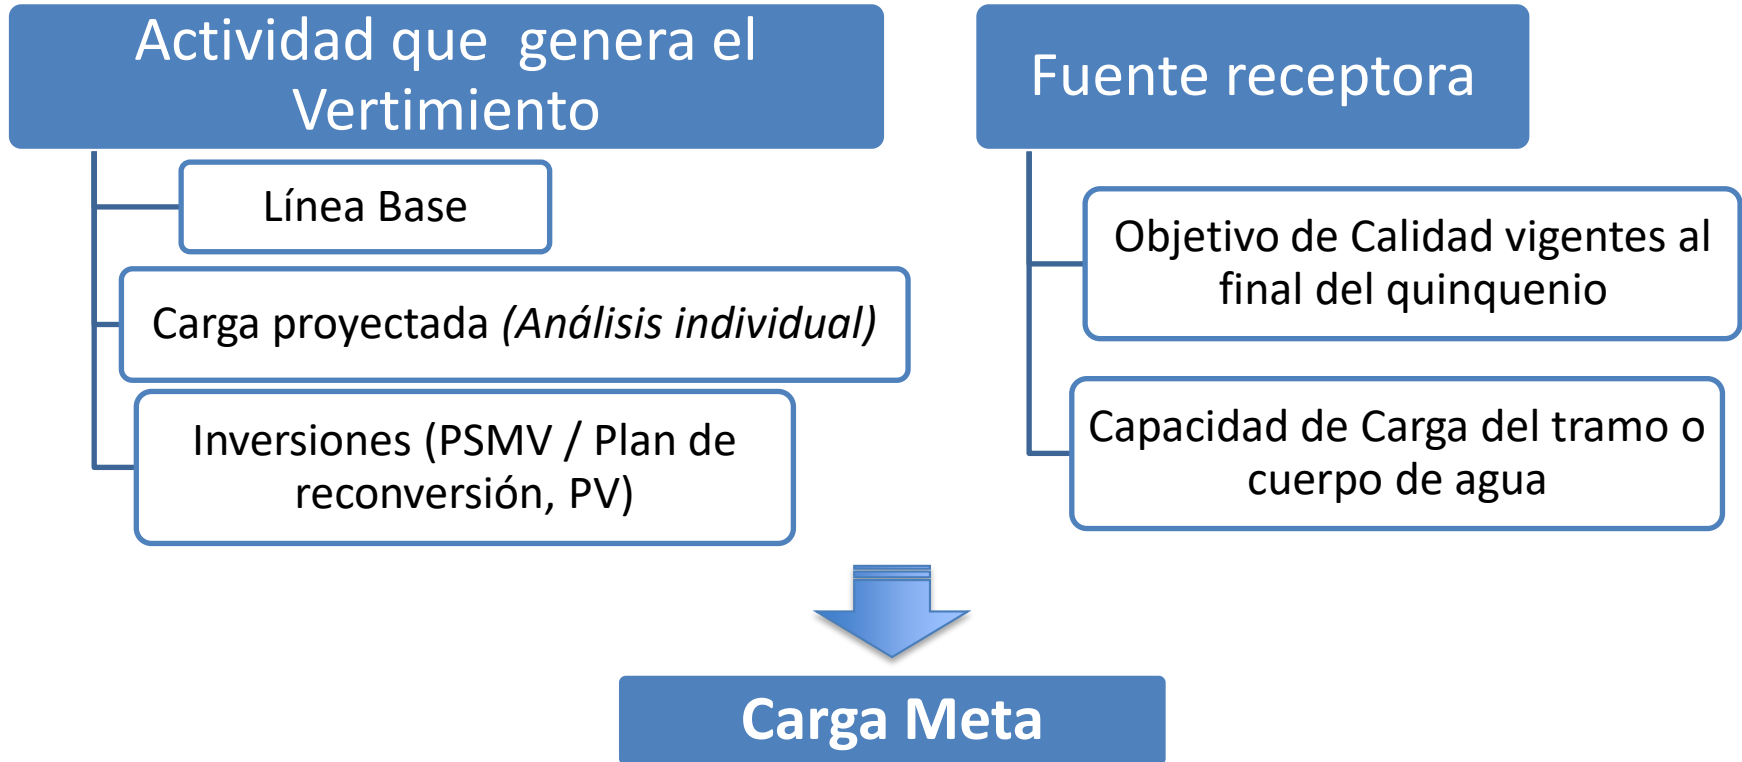 Actividad que  genera el
Vertimiento
Línea Base
Carga proyectada (Análisis individual)
Inversiones (PSMV / Plan de
reconversión, PV)
Fuente receptora
Objetivo de Calidad vigentes al
final del quinquenio
Capacidad de Carga del tramo o
cuerpo de agua
Carga Meta